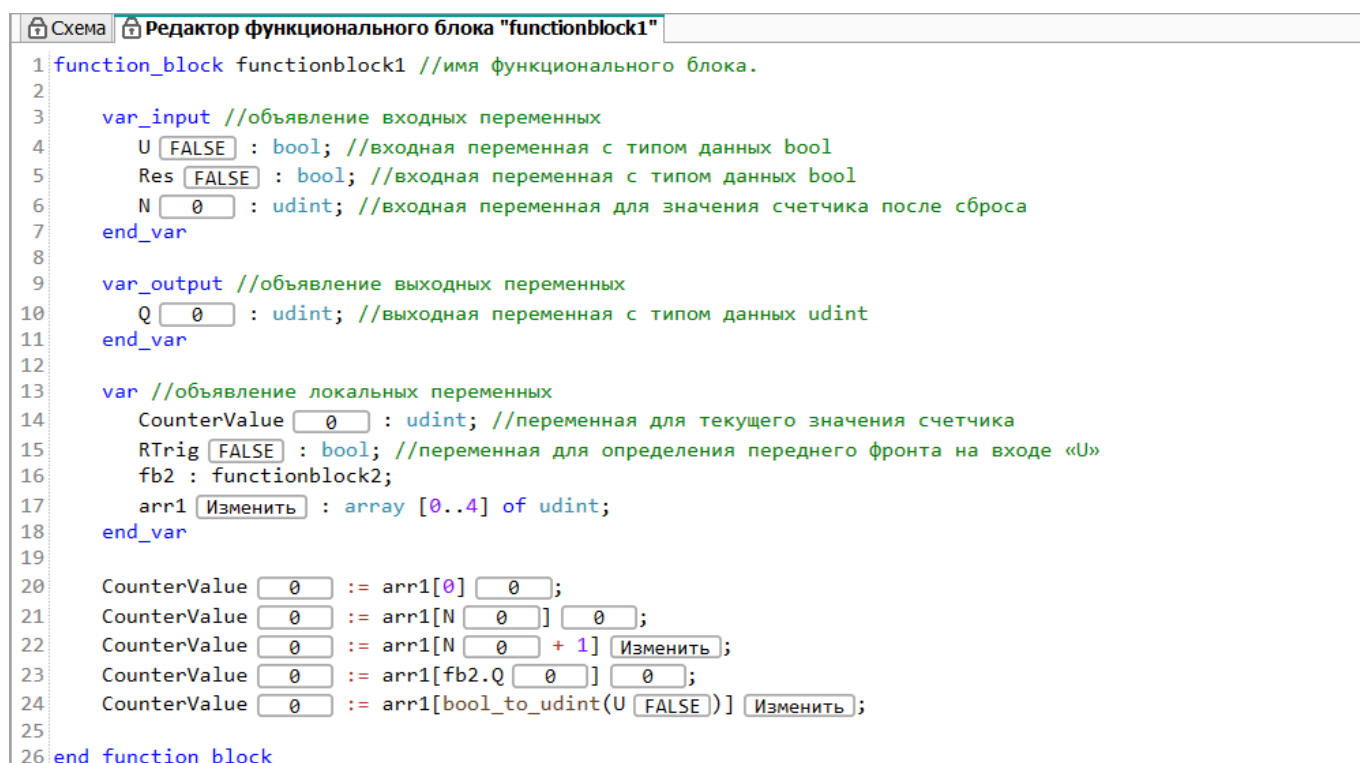 Схема Редактор функционального блока "functionblock1"
1 function_block functionblock1 //имя функционального блока.
2
3 var_input //объявление входных переменных
4 U FALSE : bool; //входная переменная с типом данных bool
5 Res FALSE : bool; //входная переменная с типом данных bool
6 N 0 : udint; //входная переменная для значения счетчика после сброса
7 end_var
8
9 var_output //объявление выходных переменных
10 Q 0 : udint; //выходная переменная с типом данных udint
11 end_var
12
13 var //объявление локальных переменных
14 CounterValue 0 : udint; //переменная для текущего значения счетчика
15 RTrig FALSE : bool; //переменная для определения переднего фронта на входе «U»
16 fb2 : functionblock2;
17 arr1 Изменить : array [0..4] of udint;
18 end_var
19
20 CounterValue 0 := arr1[0] 0 ;
21 CounterValue 0 := arr1[N 0 ] 0 ;
22 CounterValue 0 := arr1[N 0 + 1] Изменить ;
23 CounterValue 0 := arr1[fb2.Q 0 ] 0 ;
24 CounterValue 0 := arr1[bool_to_udint(U FALSE )] Изменить ;
25
26 end_function_block